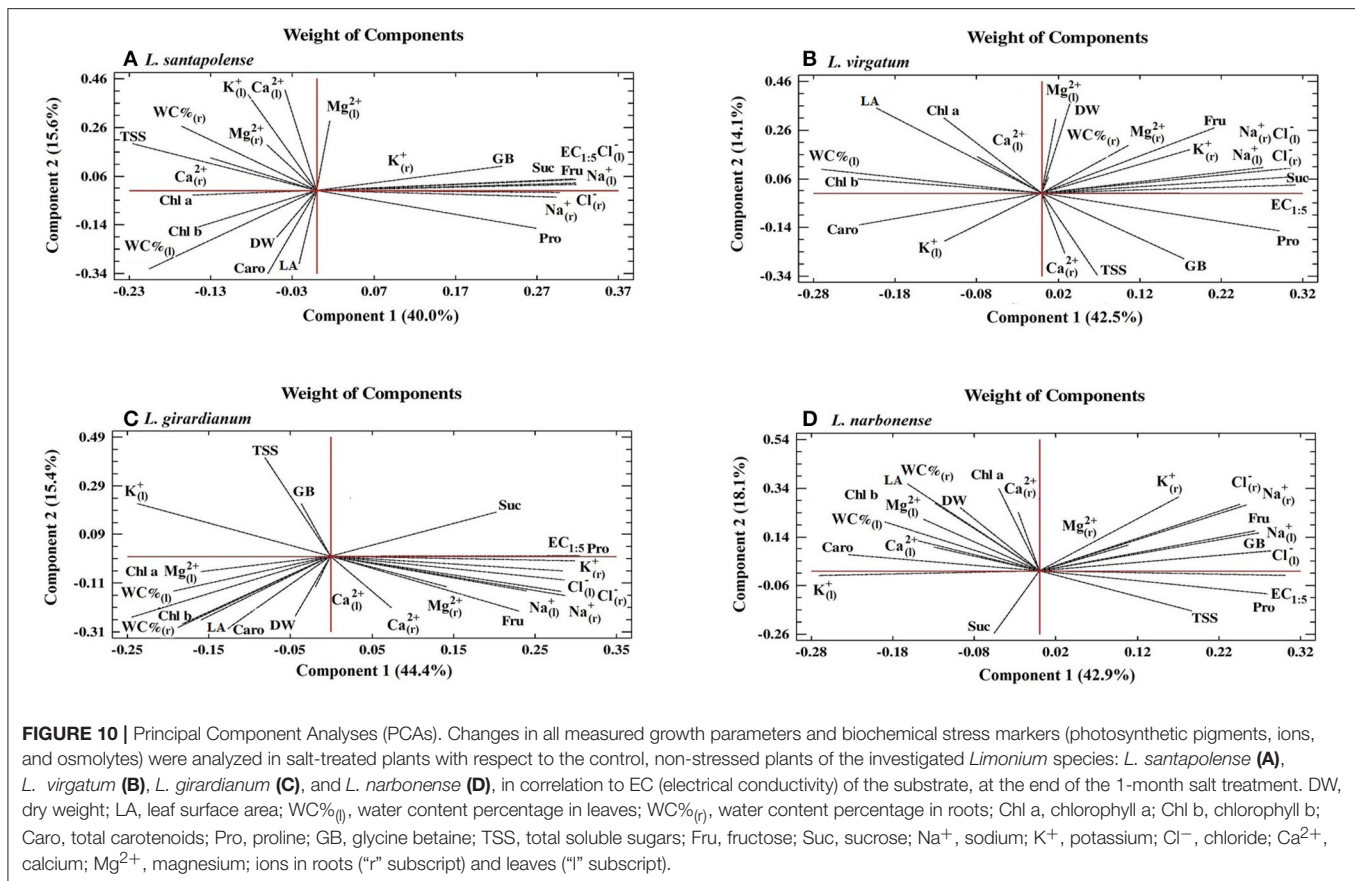 Weight of Components
A L. santapolense
Component 2 (15.6%)
0.46
0.26
0.06
-0.14
-0.34
-0.23
-0.13
-0.03
0.07
0.17
0.27
0.37
Component 1 (40.0%)
K+(l)
Ca2+(l)
Mg2+(l)
WC%(r)
Mg2+(r)
TSS
Ca2+(r)
Chl a
Chl b
WC%(l)
DW
Caro
LA
K+(r)
GB
EC1:5 Cl-(l)
Suc
Fru
Na+(l)
Na+(r)
Cl-(r)
Pro
Weight of Components
B L. virgatum
Component 2 (14.1%)
0.46
0.26
0.06
-0.14
-0.34
-0.28
-0.18
-0.08
0.02
0.12
0.22
0.32
Component 1 (42.5%)
LA
Chl a
Ca2+(l)
WC%(l)
Chl b
Caro
K+(l)
Mg2+(l)
DW
WC%(r)
Mg2+(r)
Fru
K+(r)
Na+(r)
Cl-(l)
Na+(l)
Cl-(r)
Suc
EC1:5
Pro
GB
TSS
Ca2+(r)
Weight of Components
C L. girardianum
Component 2 (15.4%)
0.49
0.29
0.09
-0.11
-0.31
-0.25
-0.15
-0.05
0.05
0.15
0.25
0.35
Component 1 (44.4%)
TSS
GB
K+(l)
Suc
EC1:5 Pro
K+(r)
Cl-(l)
Cl-(r)
Na+(l)
Na+(r)
Fru
Mg2+(r)
Ca2+(r)
Ca2+(l)
Chl a
Mg2+(l)
WC%(l)
Chl b
WC%(r)
LA
Caro
DW
Weight of Components
D L. narbonense
Component 2 (18.1%)
0.54
0.34
0.14
-0.06
-0.26
-0.28
-0.18
-0.08
0.02
0.12
0.22
0.32
Component 1 (42.9%)
WC%(r)
LA
Chl a
Ca2+(r)
Chl b
Mg2+(l)
DW
WC%(l)
Ca2+(l)
Caro
K+(l)
Suc
K+(r)
Cl-(r)
Na+(r)
Mg2+(r)
Fru
Na+(l)
GB
Cl-(l)
EC1:5
Pro
TSS
FIGURE 10 | Principal Component Analyses (PCAs). Changes in all measured growth parameters and biochemical stress markers (photosynthetic pigments, ions,
and osmolytes) were analyzed in salt-treated plants with respect to the control, non-stressed plants of the investigated Limonium species: L. santapolense (A),
L. virgatum (B), L. girardianum (C), and L. narbonense (D), in correlation to EC (electrical conductivity) of the substrate, at the end of the 1-month salt treatment. DW,
dry weight; LA, leaf surface area; WC%(l), water content percentage in leaves; WC%(r), water content percentage in roots; Chl a, chlorophyll a; Chl b, chlorophyll b;
Caro, total carotenoids; Pro, proline; GB, glycine betaine; TSS, total soluble sugars; Fru, fructose; Suc, sucrose; Na+, sodium; K+, potassium; Cl−, chloride; Ca2+,
calcium; Mg2+, magnesium; ions in roots (“r” subscript) and leaves (“l” subscript).